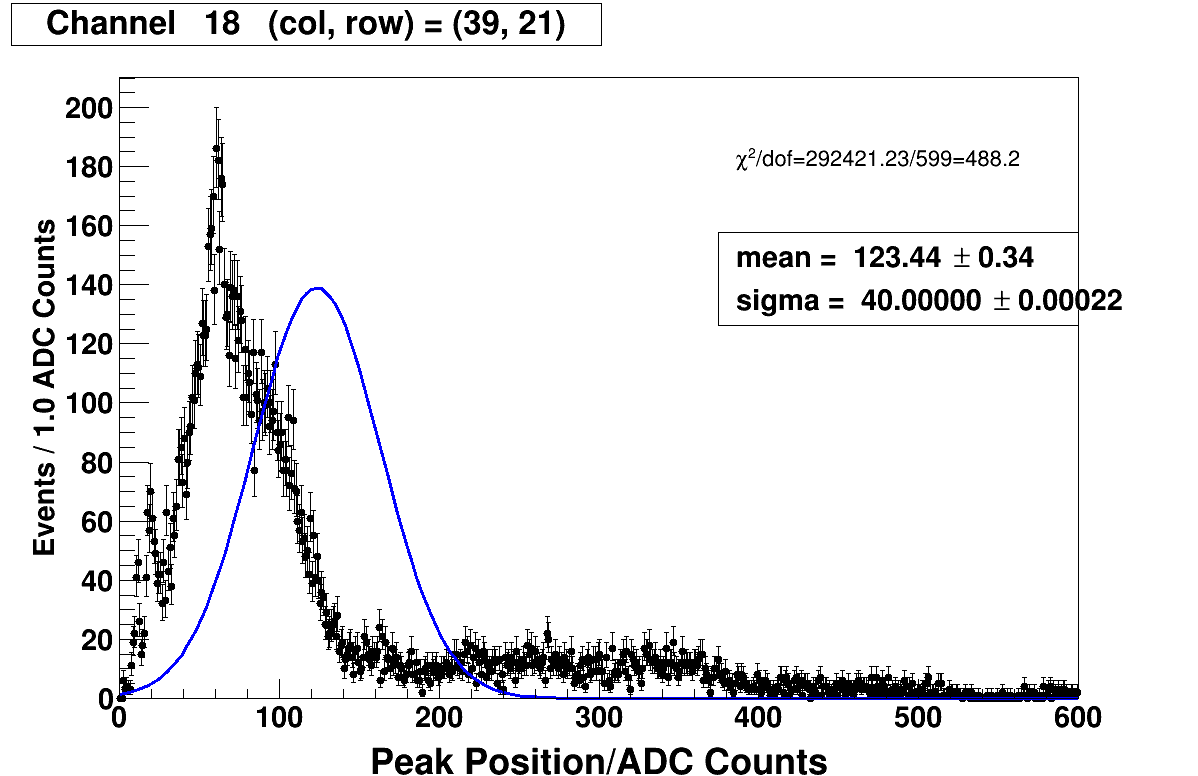 Channel 18 (col, row) = (39, 21)
Events / 1.0 ADC Counts
200
180
160
140
120
100
80
60
40
20
0
χ²/dof=292421.23/599=488.2
mean = 123.44 ± 0.34
sigma = 40.00000 ± 0.00022
0 100 200 300 400 500 600
Peak Position/ADC Counts